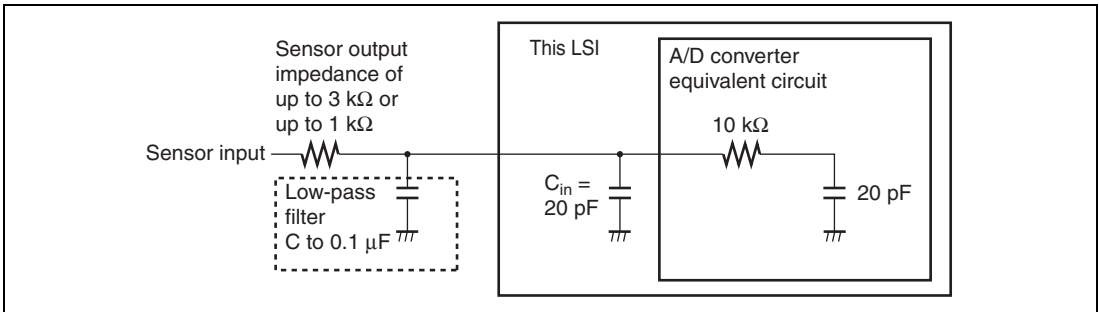 Sensor output
impedance of
up to 3 kΩ or
up to 1 kΩ
Sensor input
Low-pass
filter
C to 0.1 μF
This LSI
Cin =
20 pF
A/D converter
equivalent circuit
10 kΩ
20 pF